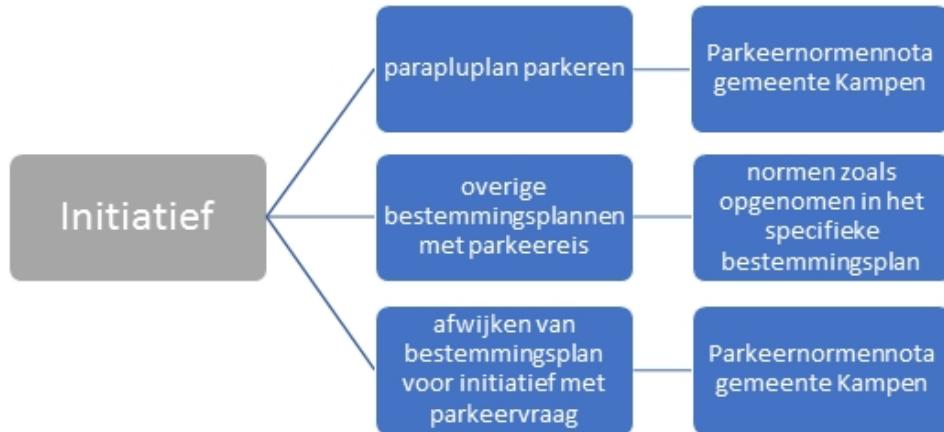 Initiatief
parapluplan parkeren
Parkeernormennota
gemeente Kampen
overige
bestemmingsplannen
met parkeereis
normen zoals
opgenomen in het
specifieke
bestemmingsplan
afwijken van
bestemmingsplan
voor initiatief met
parkeervraag
Parkeernormennota
gemeente Kampen